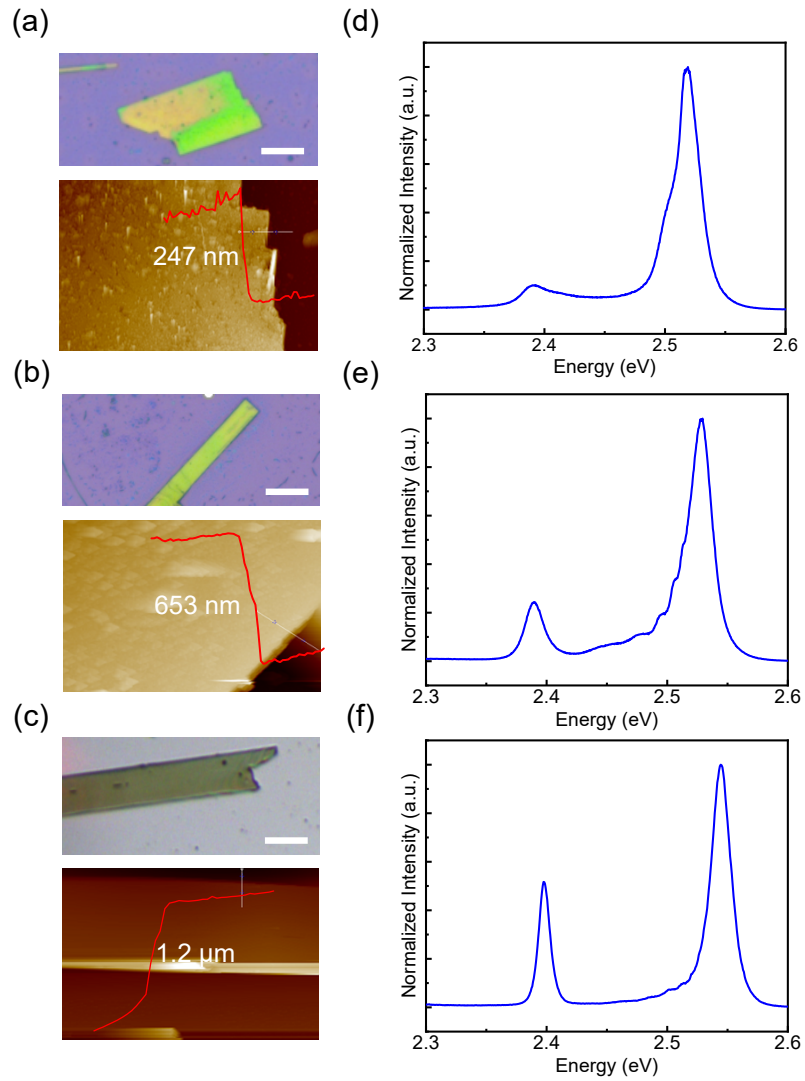 (a)
247 nm
(d)
Normalized Intensity (a.u.)
2.3 2.4 2.5 2.6
Energy (eV)
(b)
653 nm
(e)
Normalized Intensity (a.u.)
2.3 2.4 2.5 2.6
Energy (eV)
(c)
1.2 μm
(f)
Normalized Intensity (a.u.)
2.3 2.4 2.5 2.6
Energy (eV)